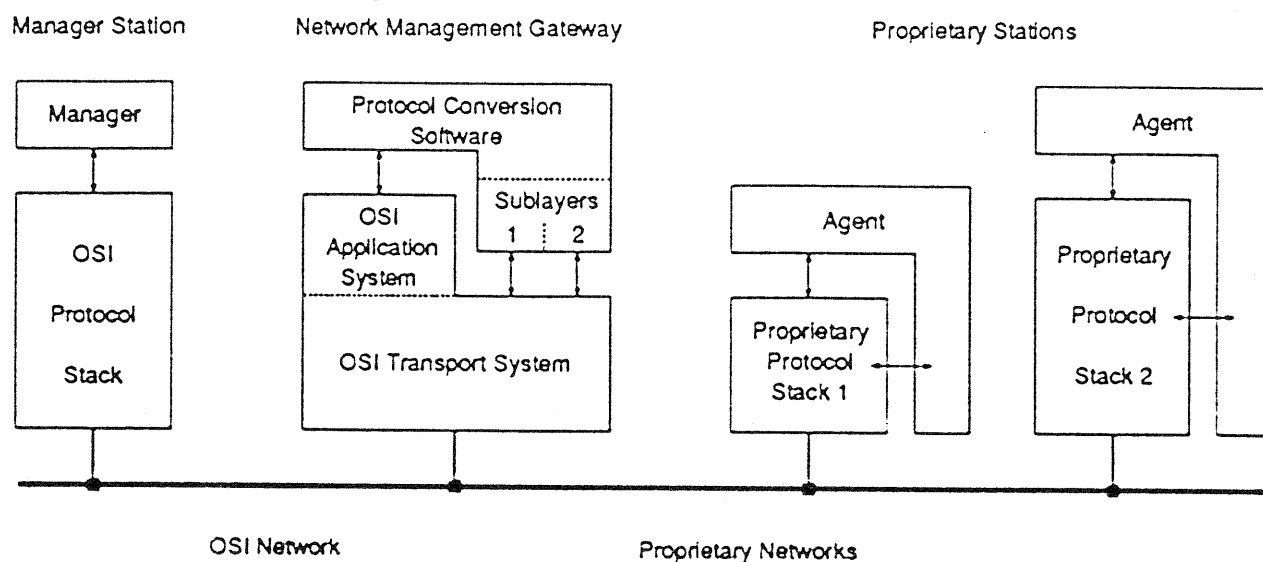 Manager Station
Network Management Gateway
Proprietary Stations
Manager
OSI
Protocol
Stack
Protocol Conversion
Software
Sublayers
1 2
OSI
Application
System
OSI Transport System
Agent
Proprietary
Protocol
Stack 1
Agent
Proprietary
Protocol
Stack 2
OSI Network
Proprietary Networks